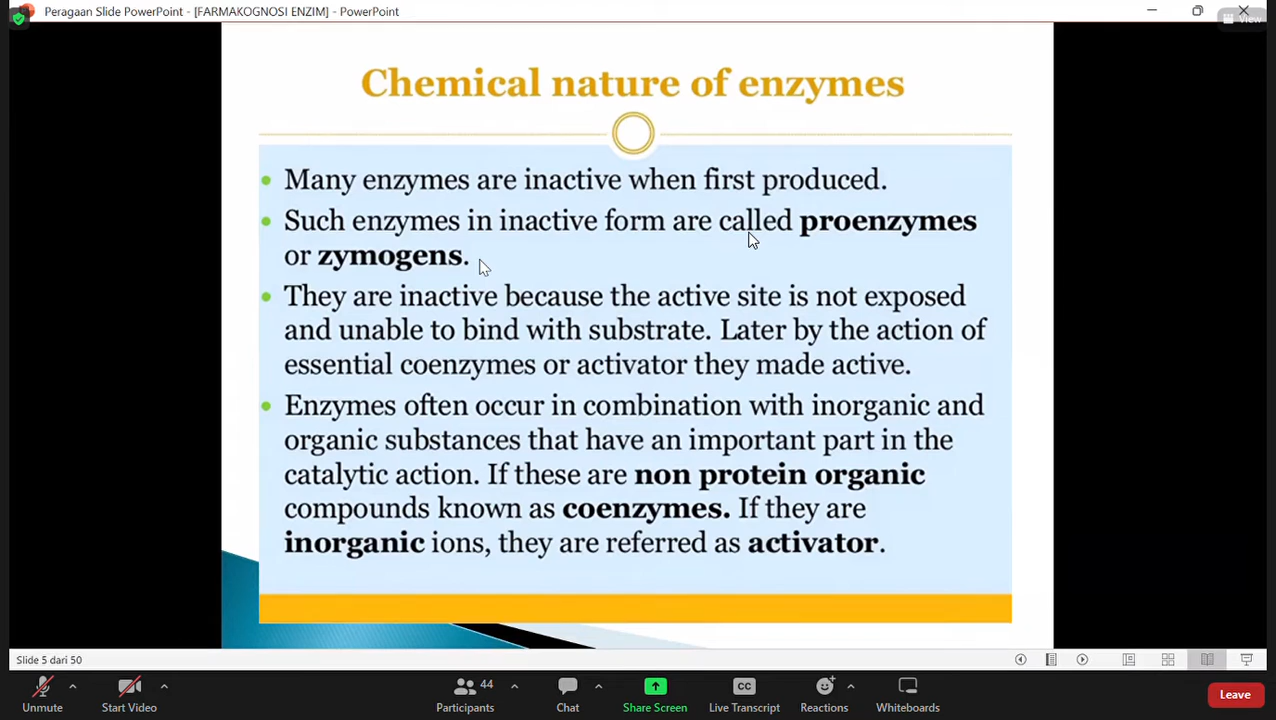 Peragaan Slide PowerPoint - [FARMAKOGNOSI ENZIM] - PowerPoint
View
Chemical nature of enzymes
• Many enzymes are inactive when first produced.
• Such enzymes in inactive form are called proenzymes
or zymogens.
• They are inactive because the active site is not exposed
and unable to bind with substrate. Later by the action of
essential coenzymes or activator they made active.
• Enzymes often occur in combination with inorganic and
organic substances that have an important part in the
catalytic action. If these are non protein organic
compounds known as coenzymes. If they are
inorganic ions, they are referred as activator.
Slide 5 dari 50
44
CC
Unmute Start Video Participants Chat Share Screen Live Transcript Reactions Whiteboards Leave